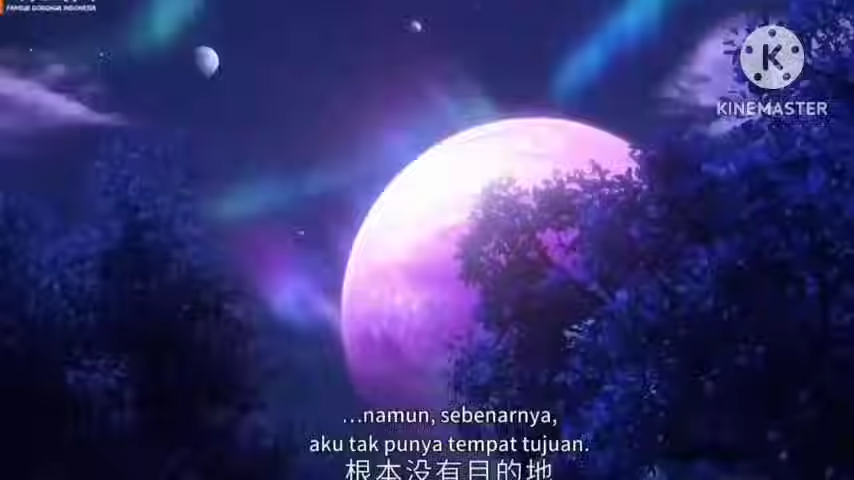 KINEMASTER
…namun, sebenarnya,
aku tak punya tempat tujuan.
根本没有目的地